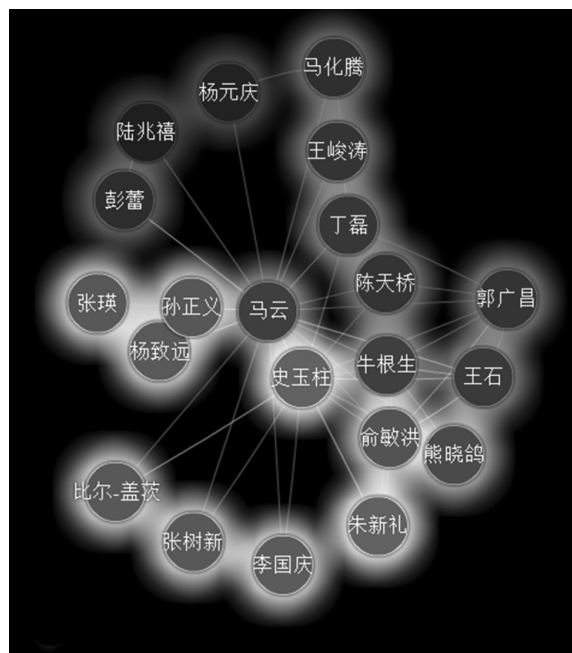 马化腾
杨元庆
陆兆禧
王峻涛
彭蕾
丁磊
陈天桥
张瑛
孙正义
马云
郭广昌
杨致远
史玉柱
牛根生
王石
俞敏洪
熊晓鸽
比尔-盖茨
朱新礼
张树新
李国庆